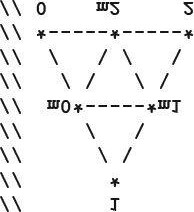 // 1
// *
// / \
// / \
// m0*-----*m1
// / \ / \
// / \ / \
// *-----*-----*
// 0 m2 2